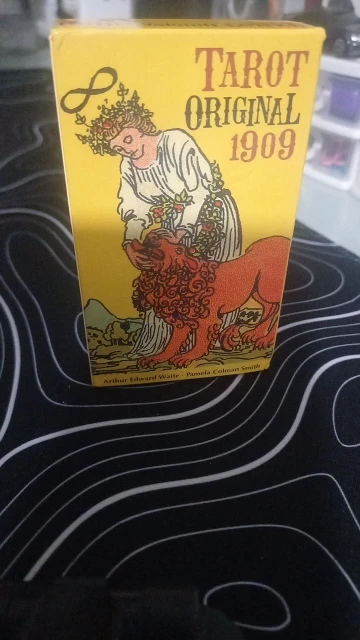 TAROT
ORIGINAL
1909
Arthur Edward Waite · Pamela Colman Smith